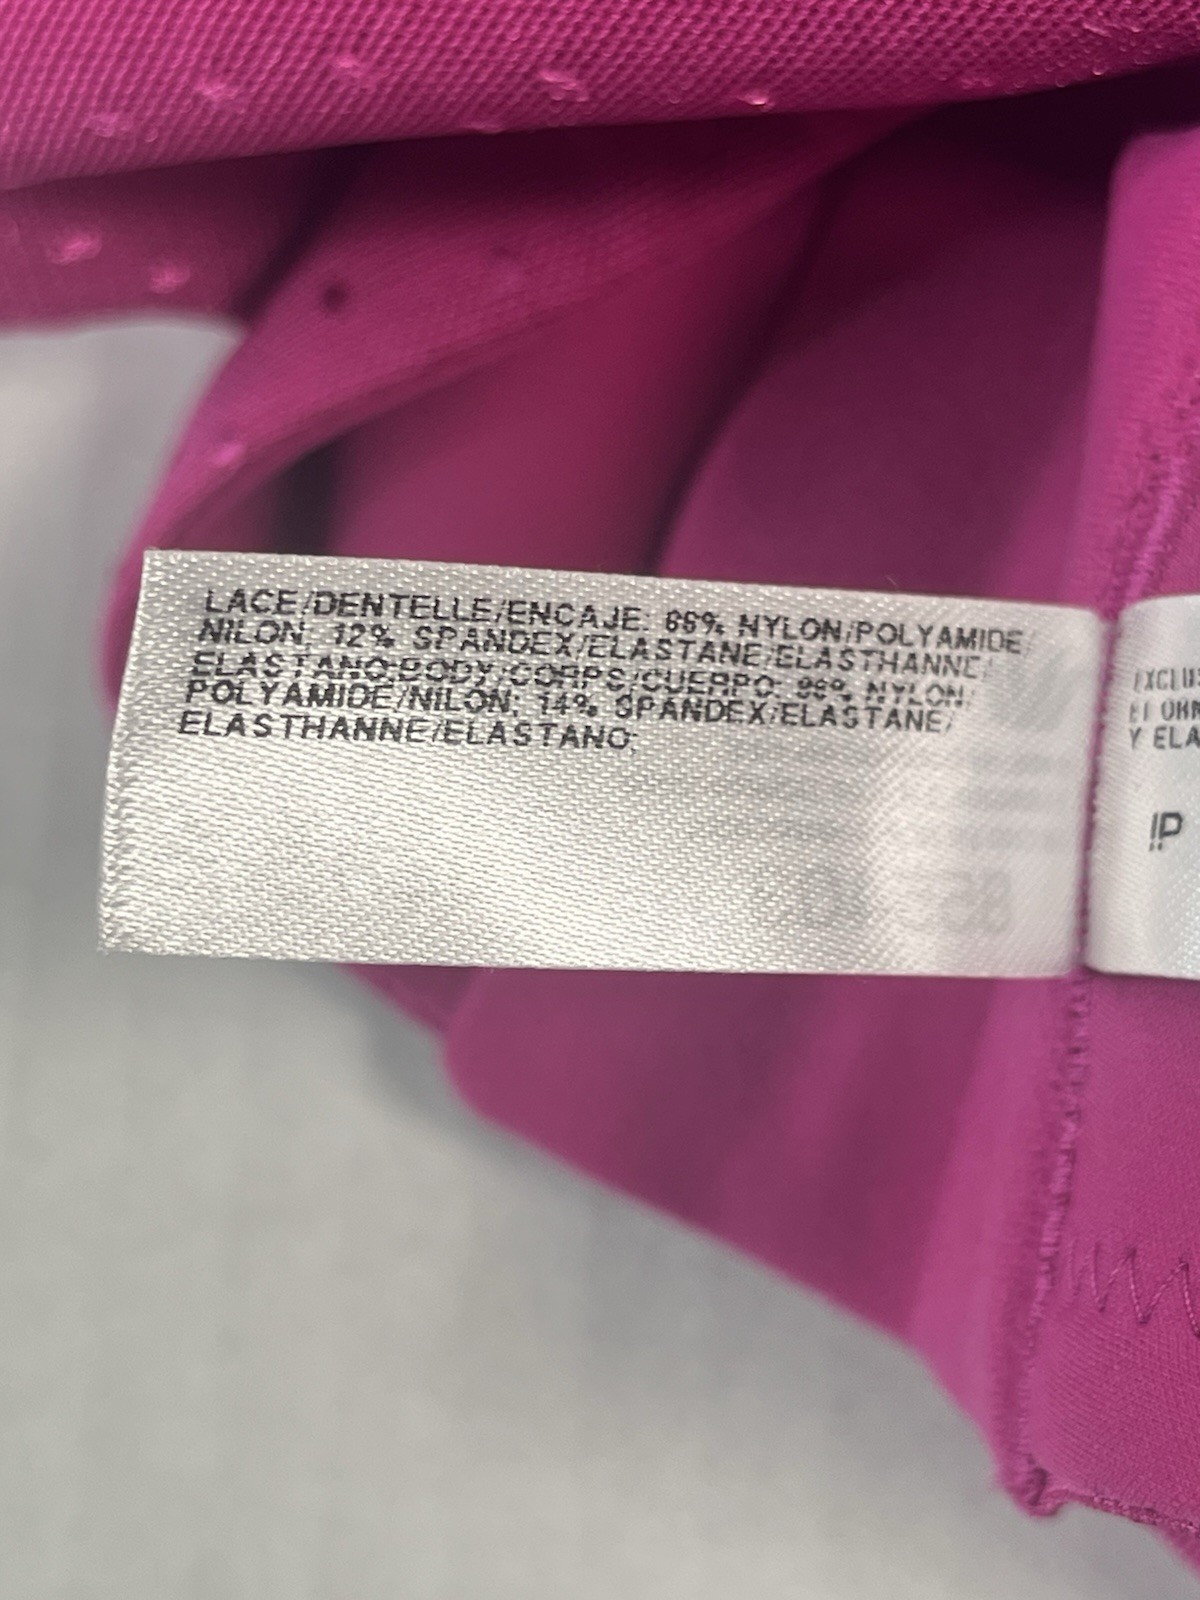 LACE/DENTELLE/ENCAJE: 88% NYLON/POLYAMIDE/
NILON; 12% SPANDEX/ELASTANE/ELASTHANNE/
ELASTANO;BODY/CORPS/CUERPO: 86% NYLON/
POLYAMIDE/NILON; 14% SPANDEX/ELASTANE/
ELASTHANNE/ELASTANO;
Y ELA